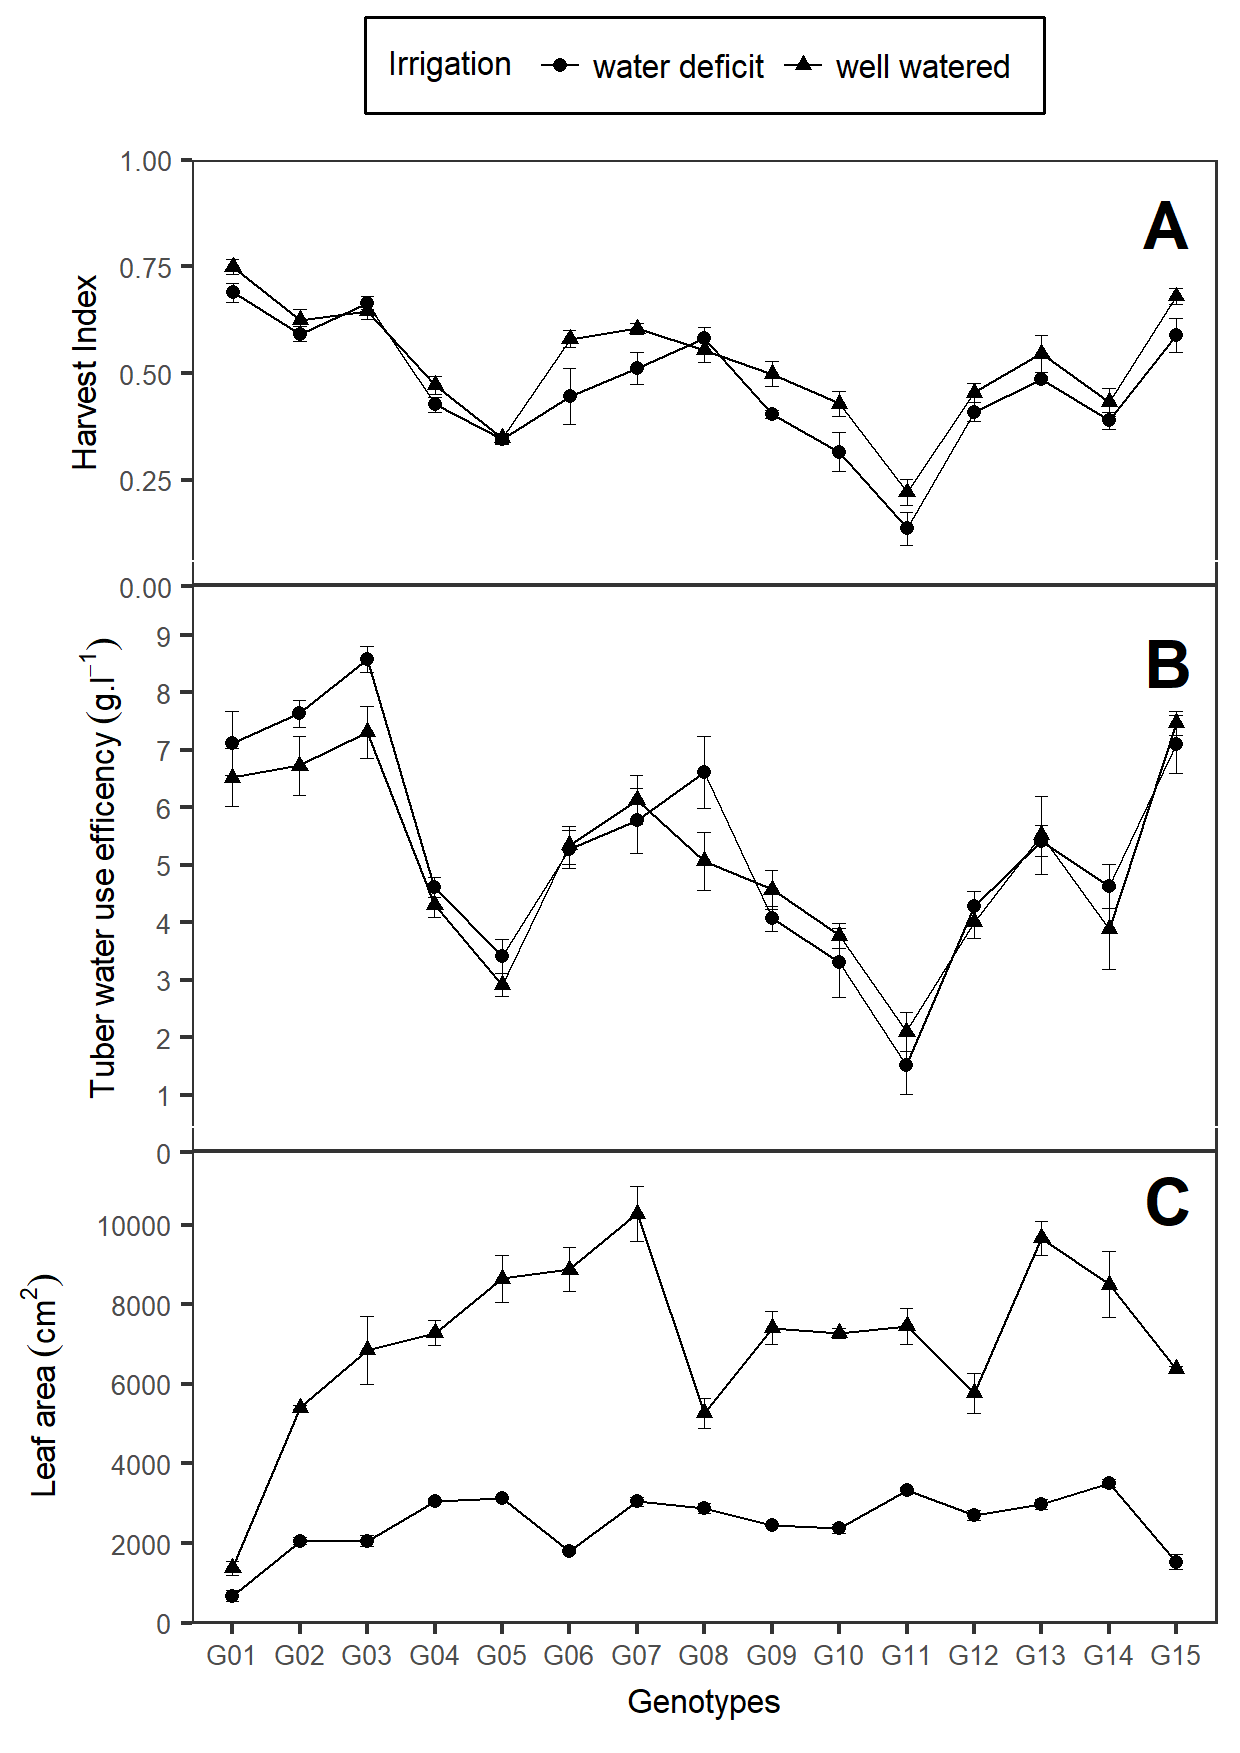 Irrigation water deficit well watered
A
1.00
0.75
0.50
0.25
0.00
Harvest Index
B
9
8
7
6
5
4
3
2
1
0
Tuber water use efficency (g.l⁻¹)
C
10000
8000
6000
4000
2000
0
Leaf area (cm²)
G01 G02 G03 G04 G05 G06 G07 G08 G09 G10 G11 G12 G13 G14 G15
Genotypes